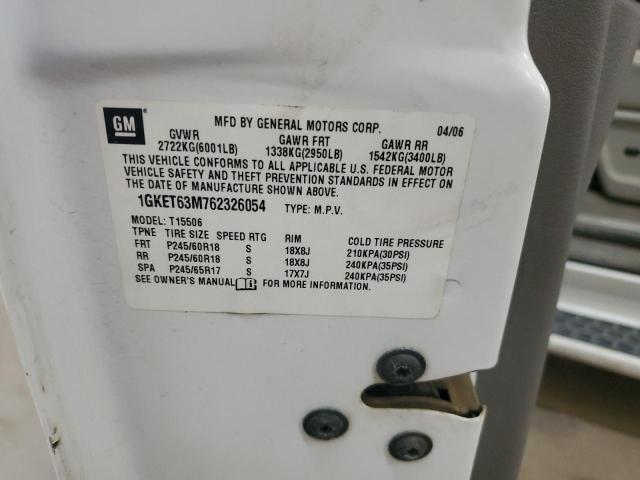 GM
MFD BY GENERAL MOTORS CORP. 04/06
GVWR GAWR FRT GAWR RR
2722KG(6001LB) 1338KG(2950LB) 1542KG(3400LB)
THIS VEHICLE CONFORMS TO ALL APPLICABLE U.S. FEDERAL MOTOR
VEHICLE SAFETY AND THEFT PREVENTION STANDARDS IN EFFECT ON
THE DATE OF MANUFACTURE SHOWN ABOVE.
1GKET63M762326054 TYPE: M.P.V.
MODEL: T15506
TPNE TIRE SIZE SPEED RTG RIM COLD TIRE PRESSURE
FRT P245/60R18 S 18X8J 210KPA(30PSI)
RR P245/60R18 S 18X8J 240KPA(35PSI)
SPA P245/65R17 S 17X7J 240KPA(35PSI)
SEE OWNER'S MANUAL FOR MORE INFORMATION.